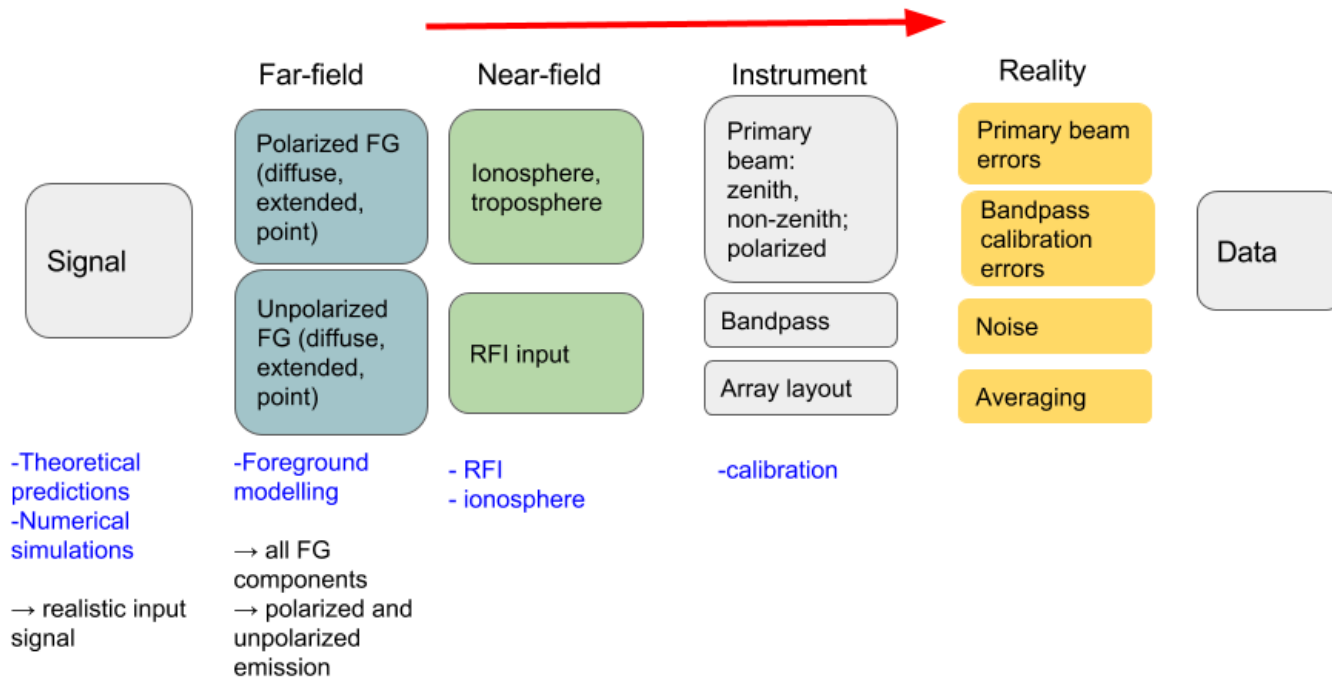 Far-field
Near-field
Instrument
Reality
Signal
Polarized FG
(diffuse,
extended,
point)
Unpolarized
FG (diffuse,
extended,
point)
Ionosphere,
troposphere
RFI input
Primary
beam:
zenith,
non-zenith;
polarized
Bandpass
Array layout
Primary beam
errors
Bandpass
calibration
errors
Noise
Averaging
Data
-Theoretical
predictions
-Numerical
simulations
→ realistic input
signal
-Foreground
modelling
→ all FG
components
→ polarized and
unpolarized
emission
- RFI
- ionosphere
-calibration